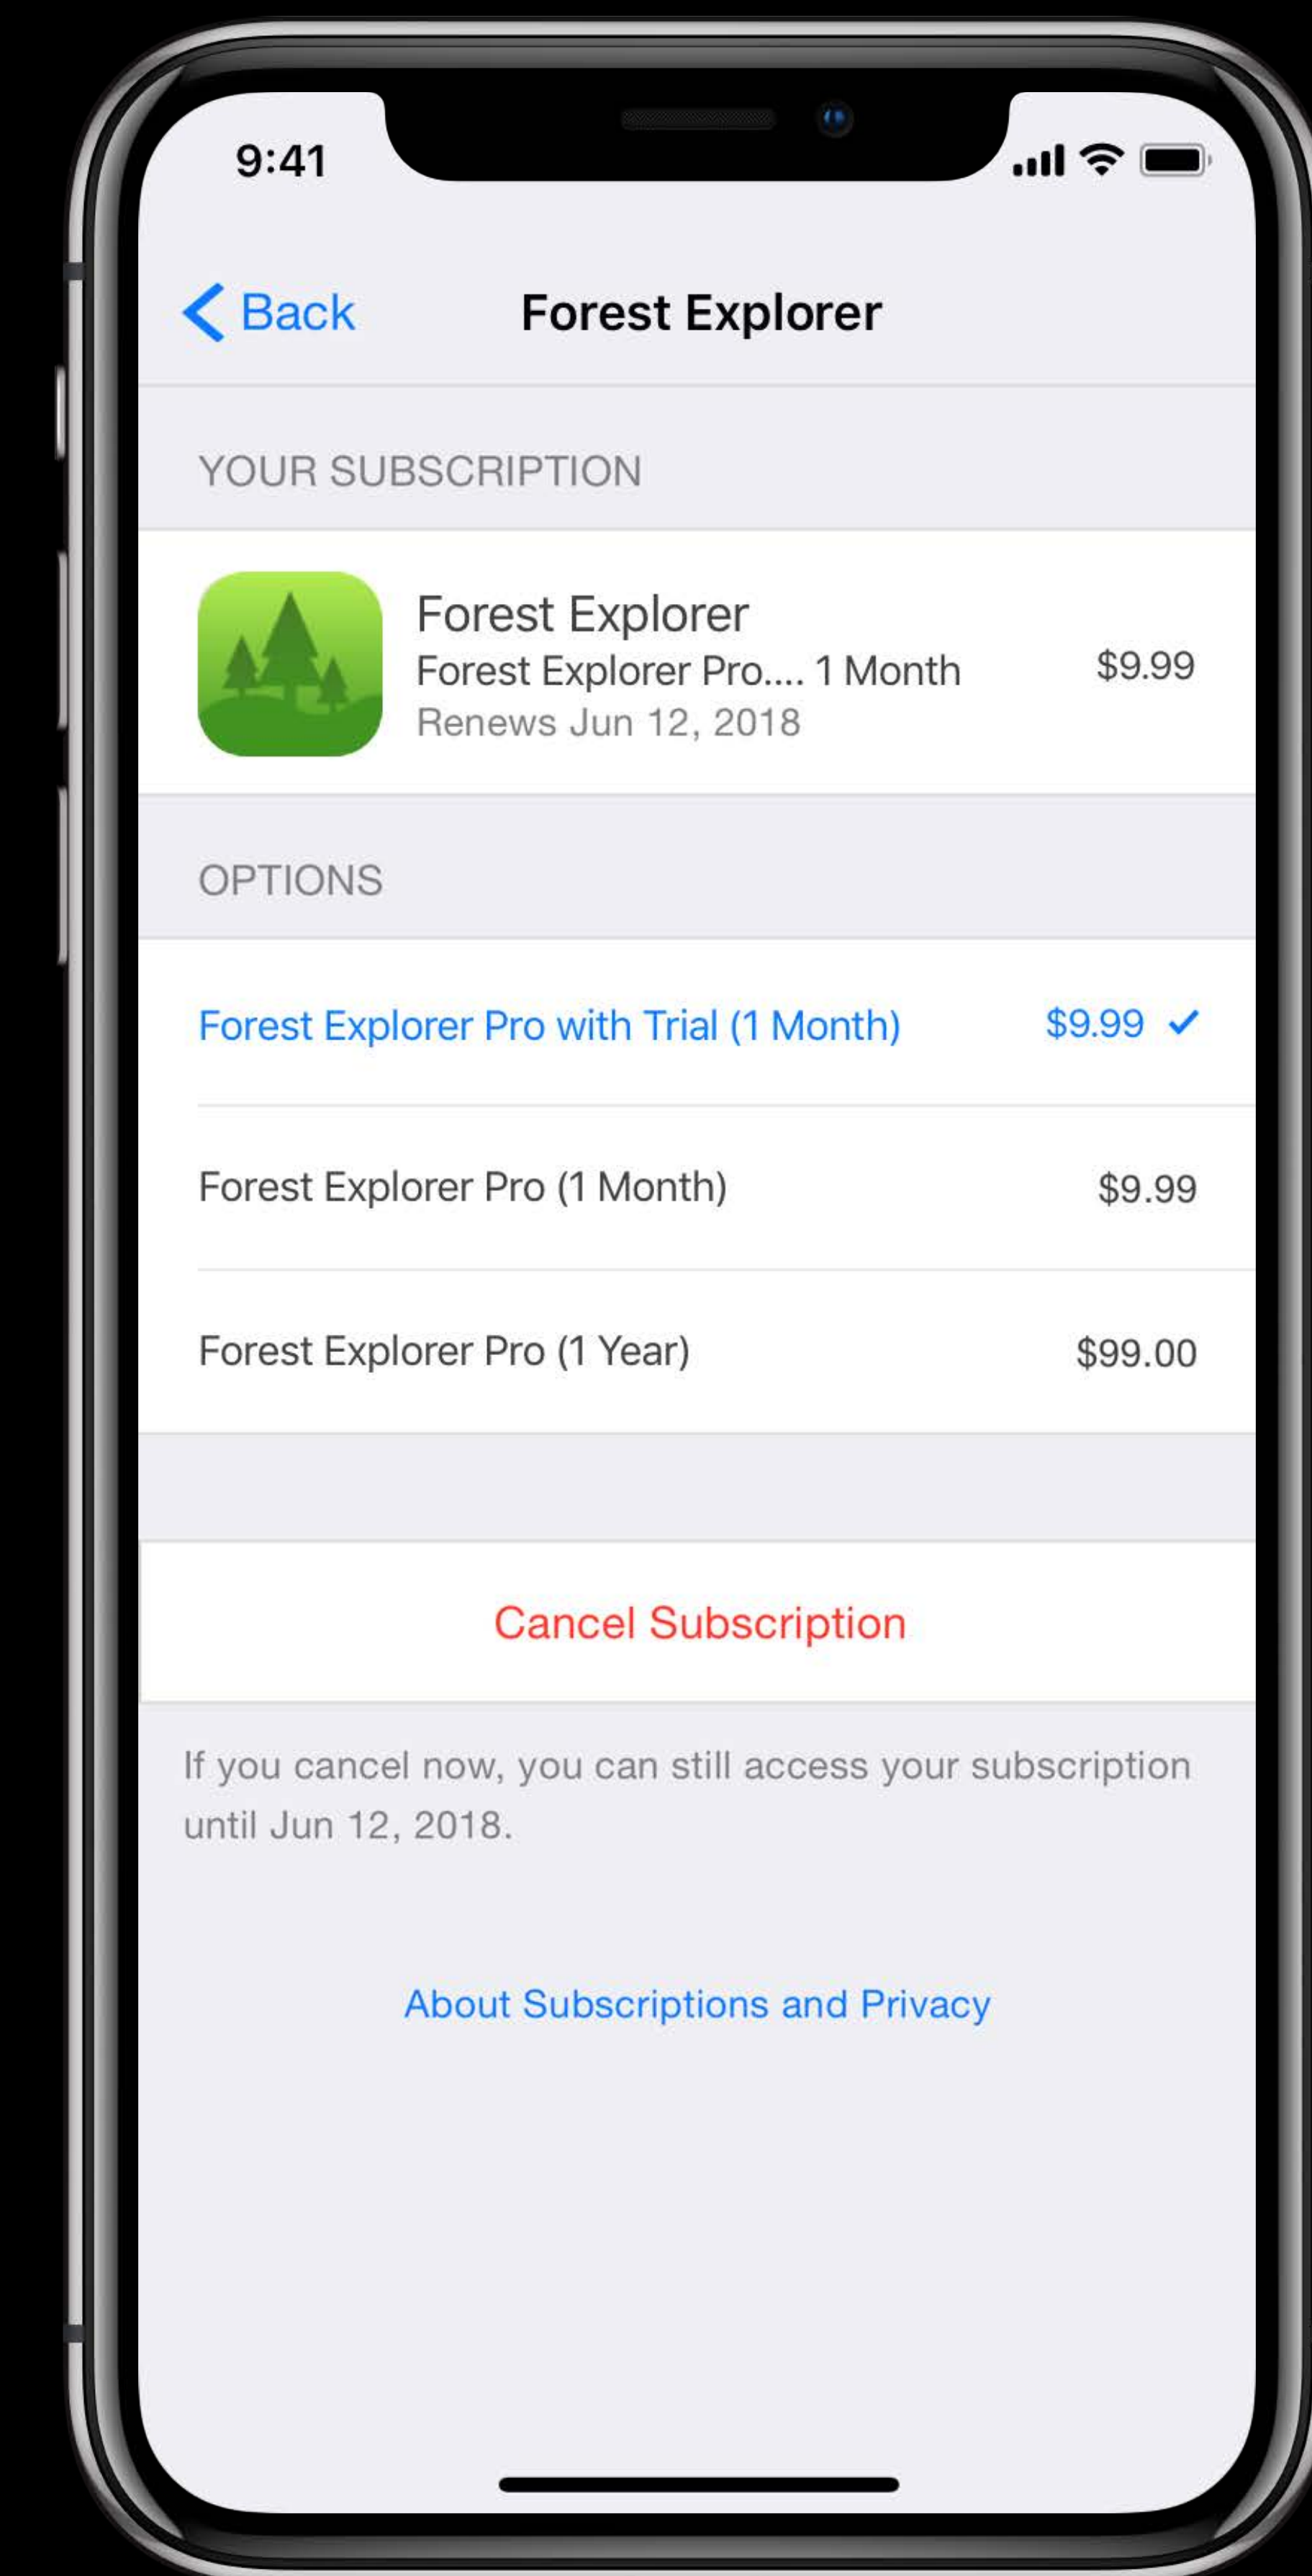 9:41
Back
Forest Explorer
YOUR SUBSCRIPTION
Forest Explorer
Forest Explorer Pro.... 1 Month
$9.99
Renews Jun 12, 2018
OPTIONS
Forest Explorer Pro with Trial (1 Month) $9.99
Forest Explorer Pro (1 Month) $9.99
Forest Explorer Pro (1 Year) $99.00
Cancel Subscription
If you cancel now, you can still access your subscription
until Jun 12, 2018.
About Subscriptions and Privacy